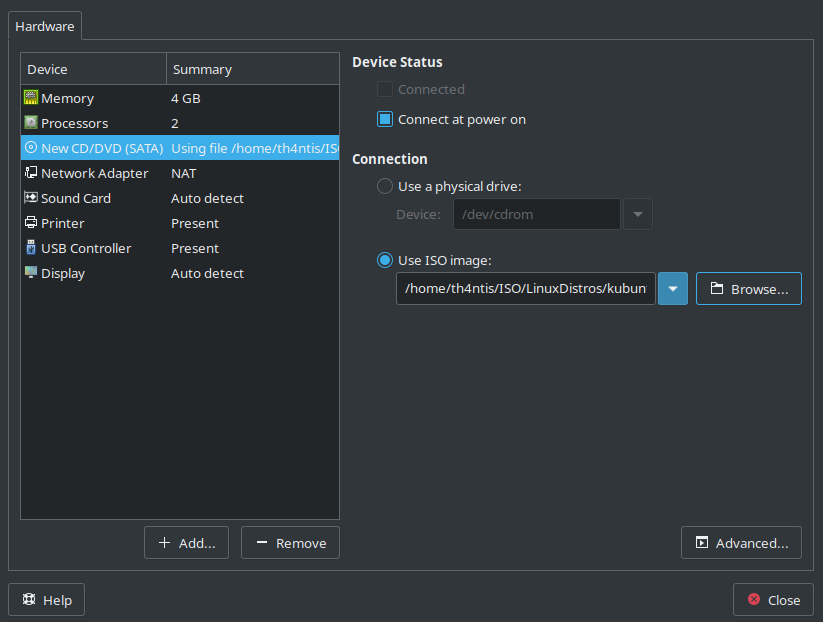 Hardware
Device Summary
Memory 4 GB
Processors 2
New CD/DVD (SATA) Using file /home/th4ntis/ISO
Network Adapter NAT
Sound Card Auto detect
Printer Present
USB Controller Present
Display Auto detect
Add... Remove
Device Status
Connected
Connect at power on
Connection
Use a physical drive:
Device: /dev/cdrom
Use ISO image:
/home/th4ntis/ISO/LinuxDistros/kubun Browse...
Advanced...
Help Close